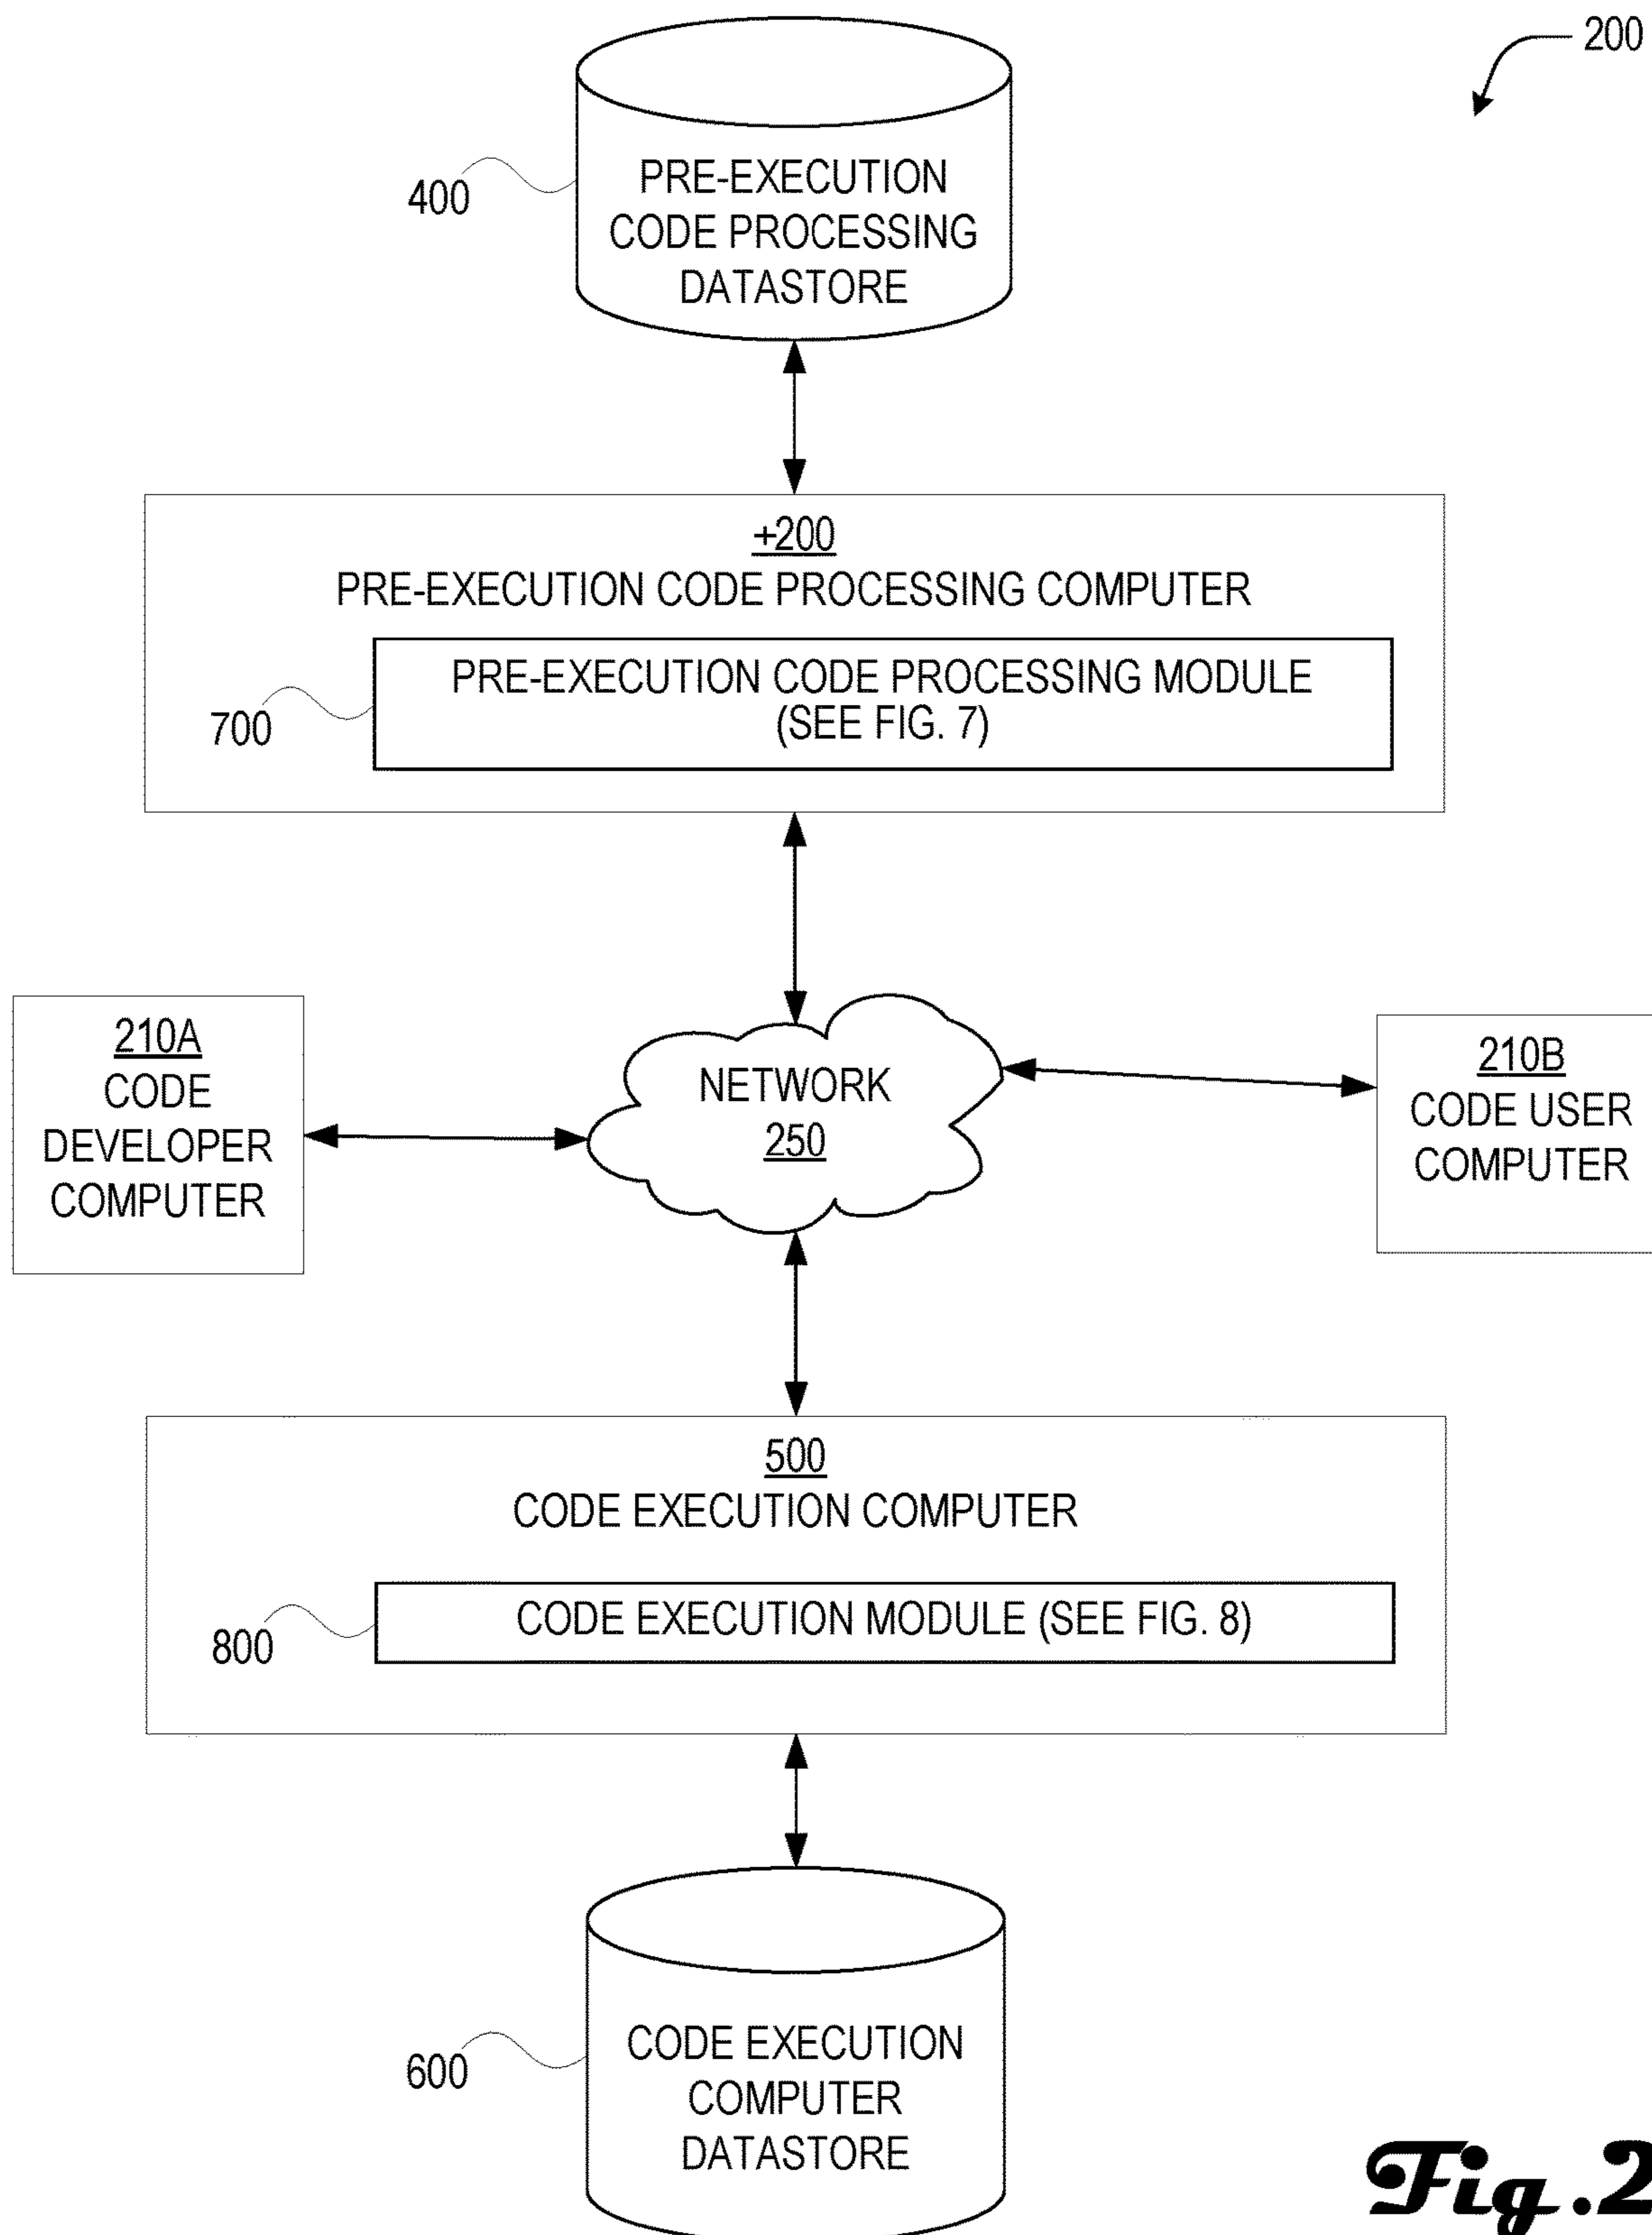 200
400
PRE-EXECUTION
CODE PROCESSING
DATASTORE
+200
PRE-EXECUTION CODE PROCESSING COMPUTER
700
PRE-EXECUTION CODE PROCESSING MODULE
(SEE FIG. 7)
210A
CODE
DEVELOPER
COMPUTER
NETWORK
250
210B
CODE USER
COMPUTER
500
CODE EXECUTION COMPUTER
800
CODE EXECUTION MODULE (SEE FIG. 8)
600
CODE EXECUTION
COMPUTER
DATASTORE
Fig.2